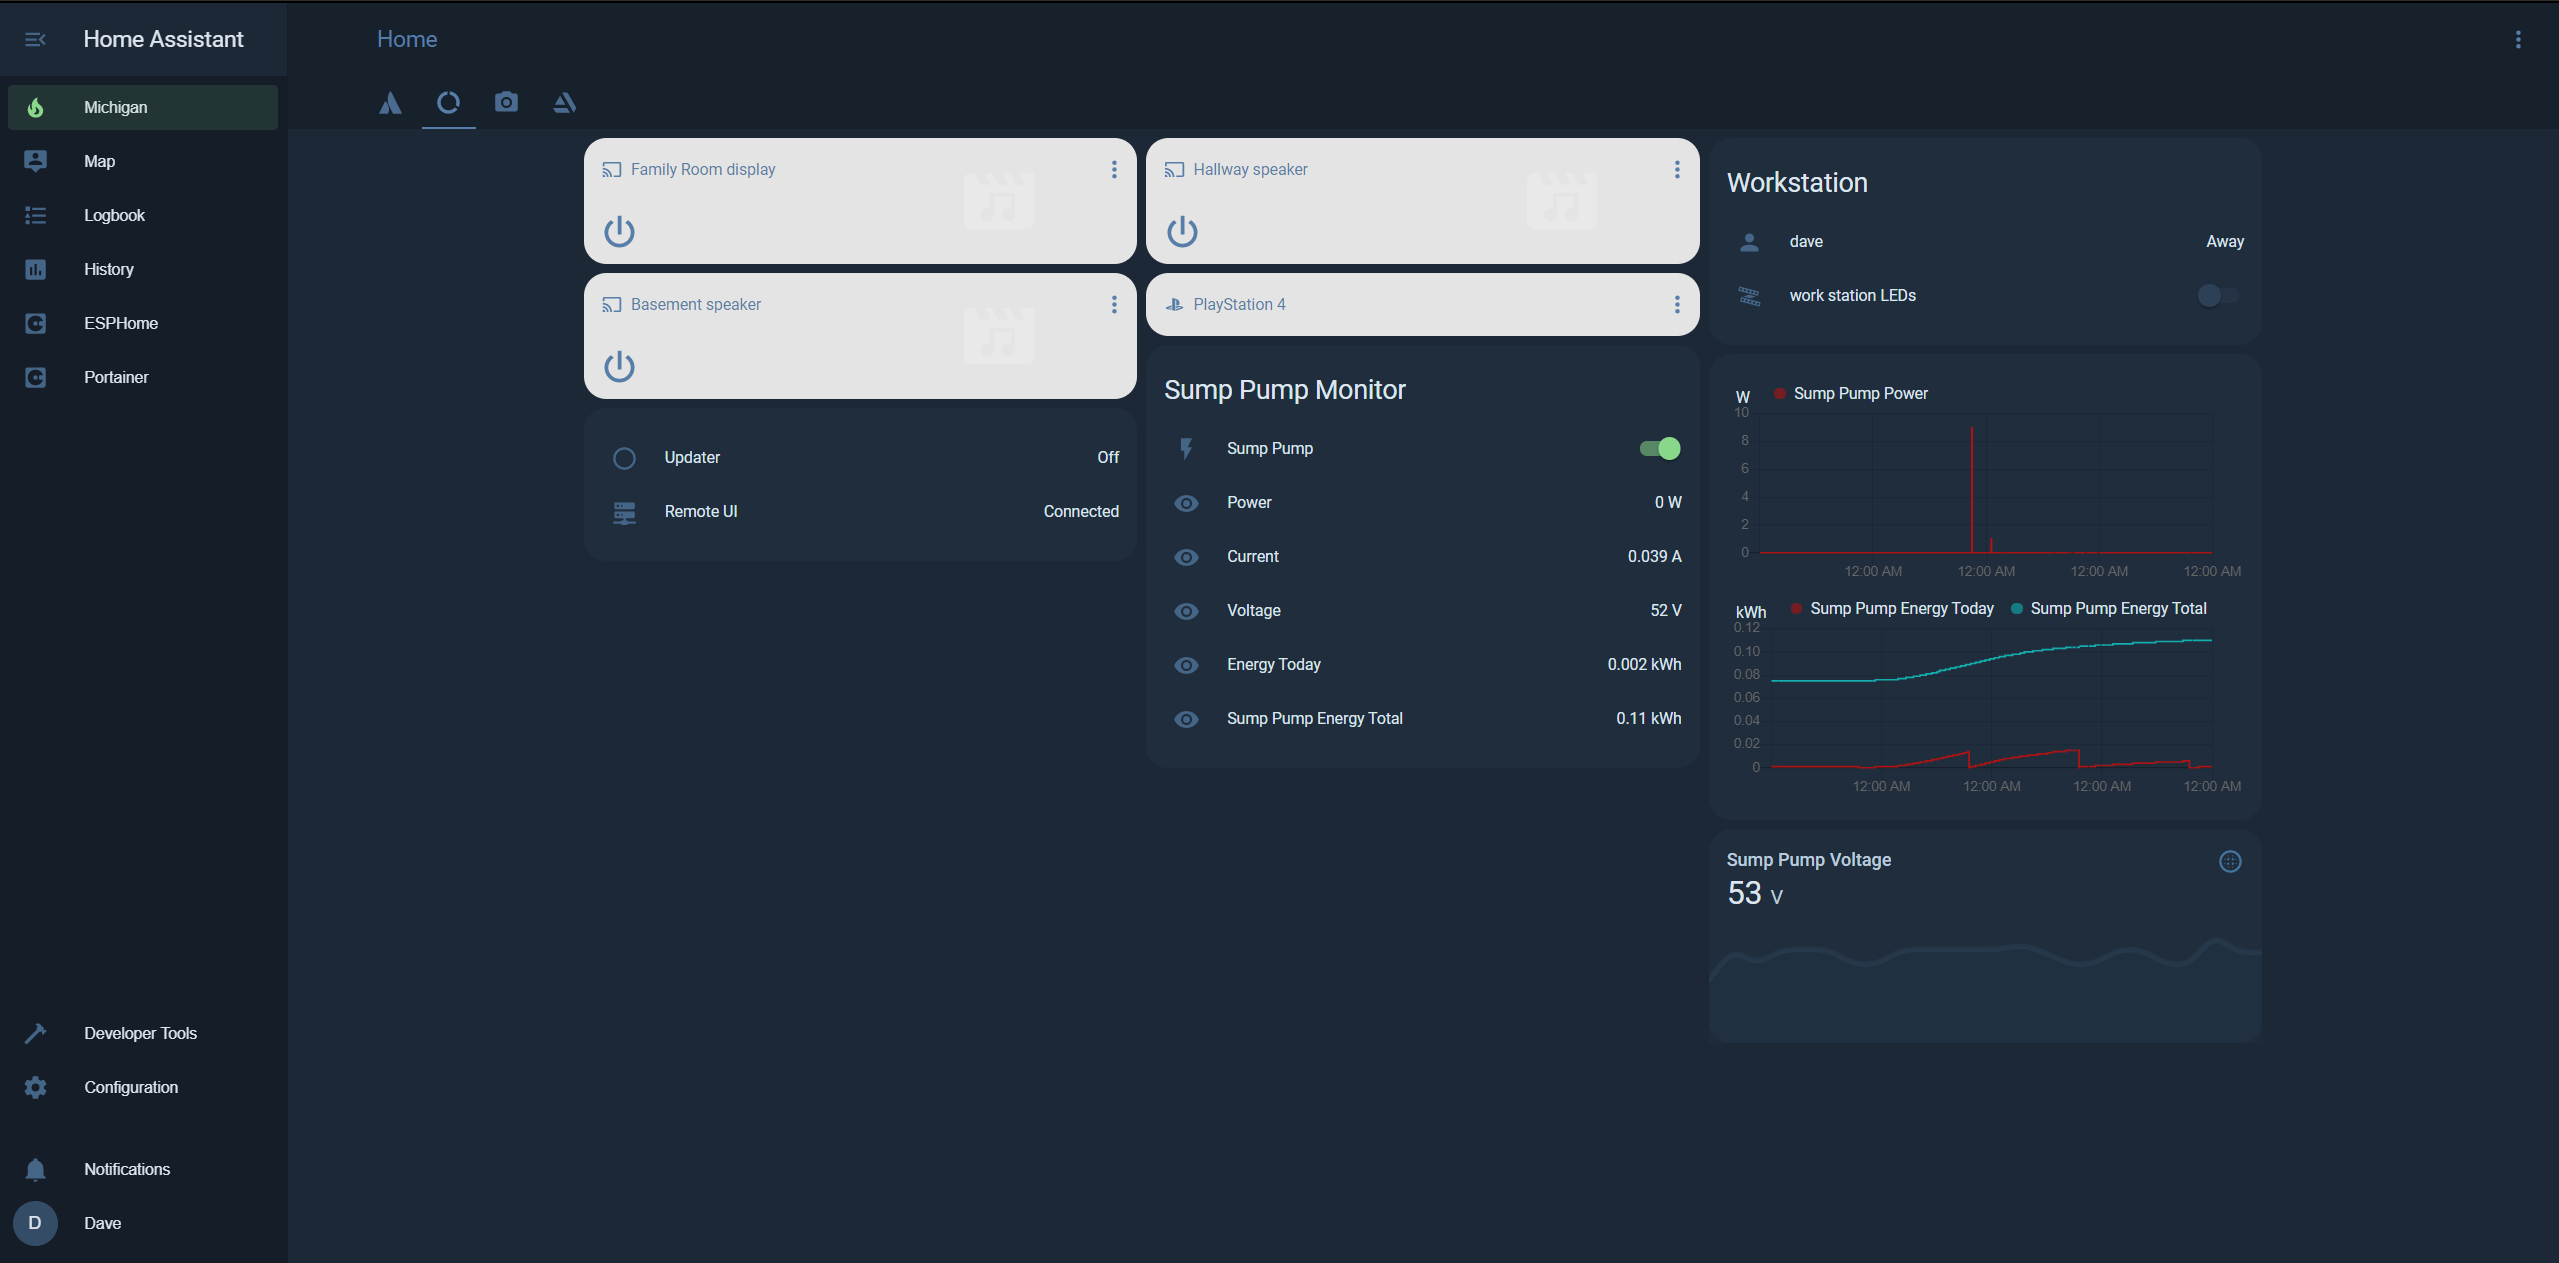 Home Assistant
Home
Michigan
Map
Logbook
History
ESPHome
Portainer
Developer Tools
Configuration
Notifications
D
Dave
Family Room display
Basement speaker
Updater
Off
Remote UI
Connected
Hallway speaker
PlayStation 4
Sump Pump Monitor
Sump Pump
Power
0 W
Current
0.039 A
Voltage
52 V
Energy Today
0.002 kWh
Sump Pump Energy Total
0.11 kWh
Workstation
dave
Away
work station LEDs
W
Sump Pump Power
10
8
6
4
2
0
12:00 AM
12:00 AM
12:00 AM
12:00 AM
kWh
Sump Pump Energy Today
Sump Pump Energy Total
0.12
0.10
0.08
0.06
0.04
0.02
0
12:00 AM
12:00 AM
12:00 AM
12:00 AM
Sump Pump Voltage
53 V